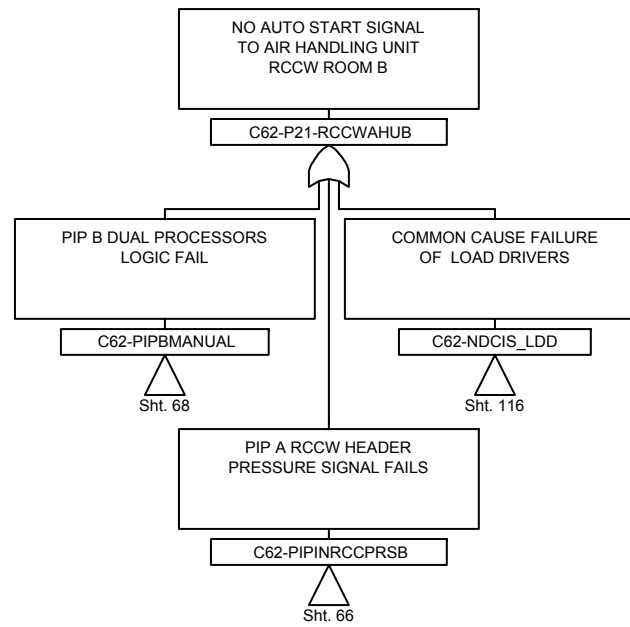 NO AUTO START SIGNAL
TO AIR HANDLING UNIT
RCCW ROOM B
C62-P21-RCCWAHUB
PIP B DUAL PROCESSORS
LOGIC FAIL
C62-PIPBMANUAL
Sht. 68
COMMON CAUSE FAILURE
OF LOAD DRIVERS
C62-NDCIS_LDD
Sht. 116
PIP A RCCW HEADER
PRESSURE SIGNAL FAILS
C62-PIPINRCCPRSB
Sht. 66